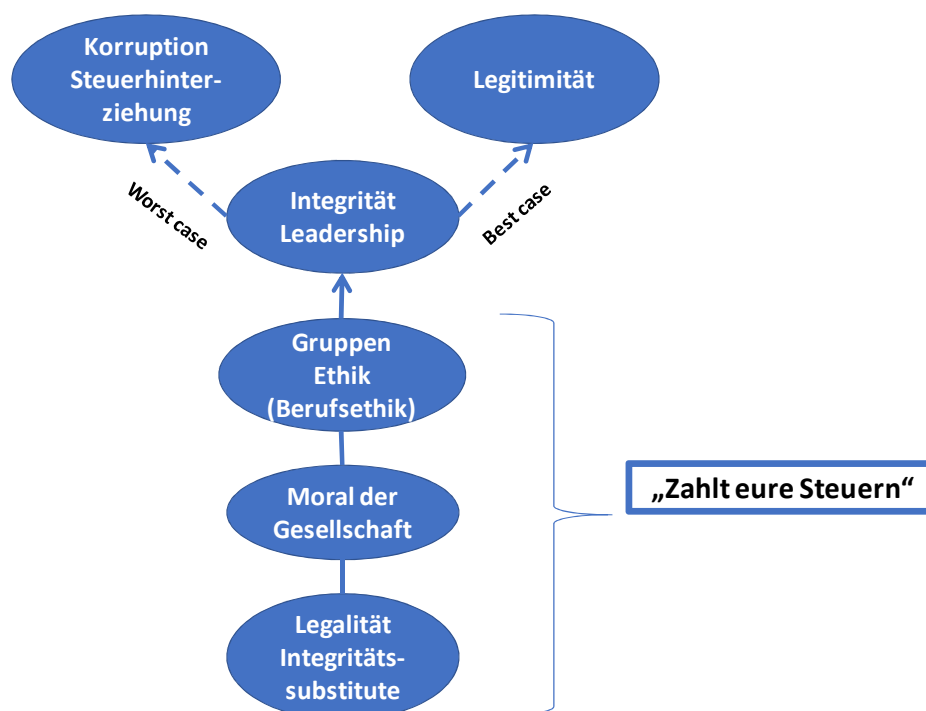 Korruption
Steuerhinter-
ziehung
Legitimität
Worst case
Best case
Integrität
Leadership
Gruppen
Ethik
(Berufsethik)
Moral der
Gesellschaft
„Zahlt eure Steuern“
Legalität
Integritäts-
substitute